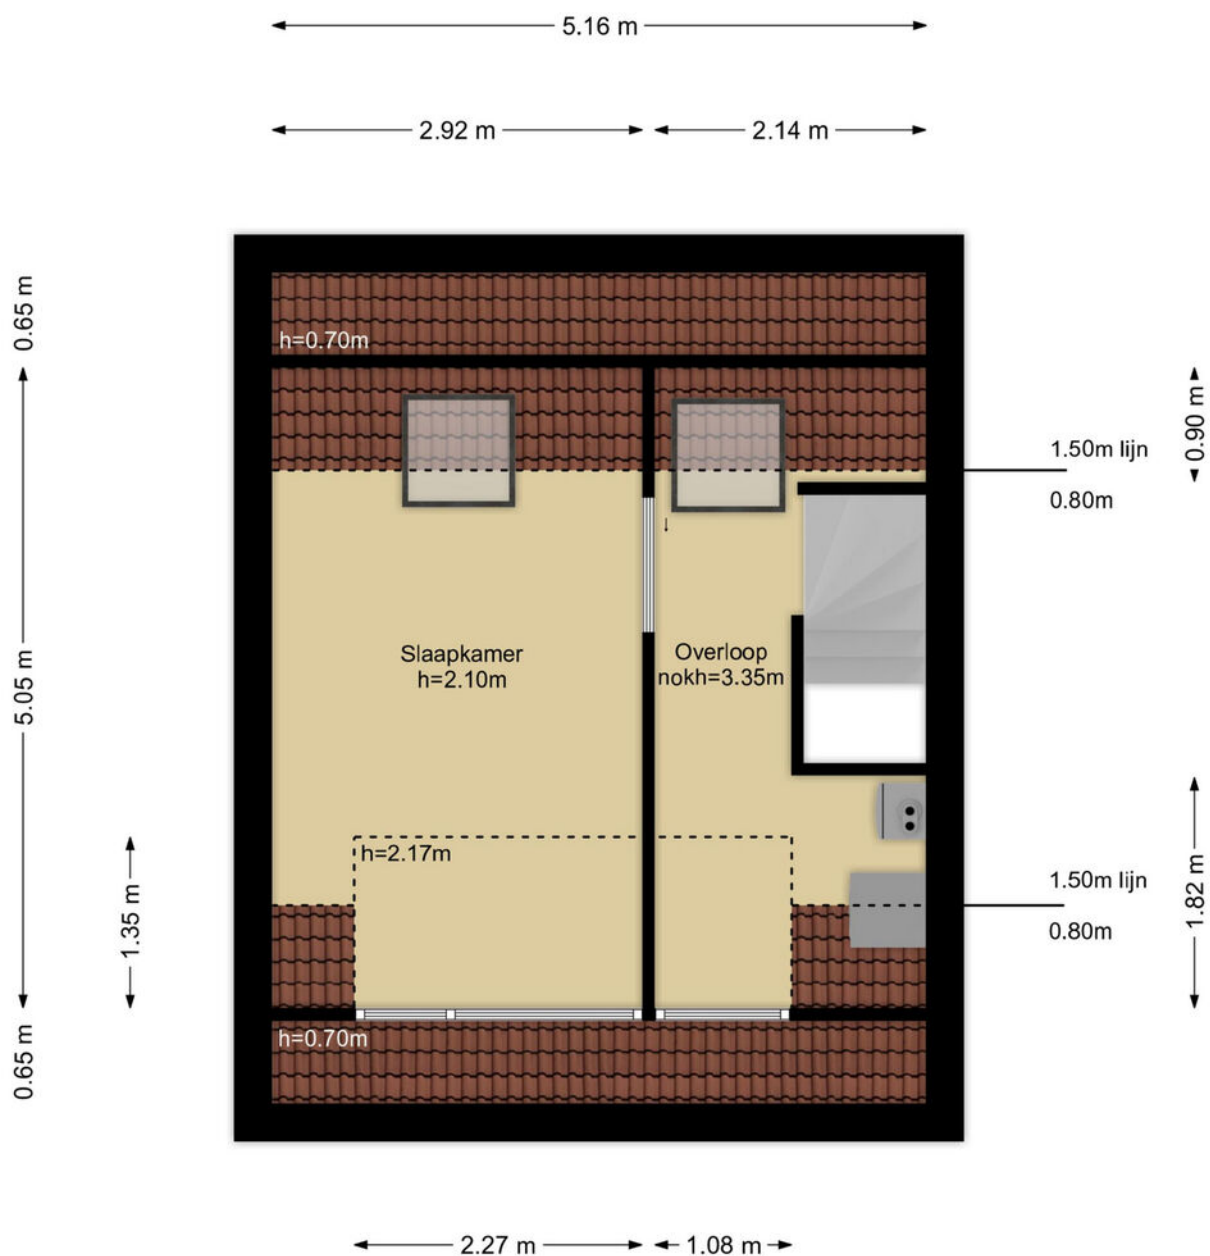 5.16 m
2.92 m
2.14 m
0.65 m
h=0.70m
0.90 m
1.50m lijn
0.80m
↓
Slaapkamer
h=2.10m
Overloop
nokh=3.35m
5.05 m
h=2.17m
1.35 m
1.50m lijn
0.80m
1.82 m
0.65 m
h=0.70m
2.27 m
1.08 m